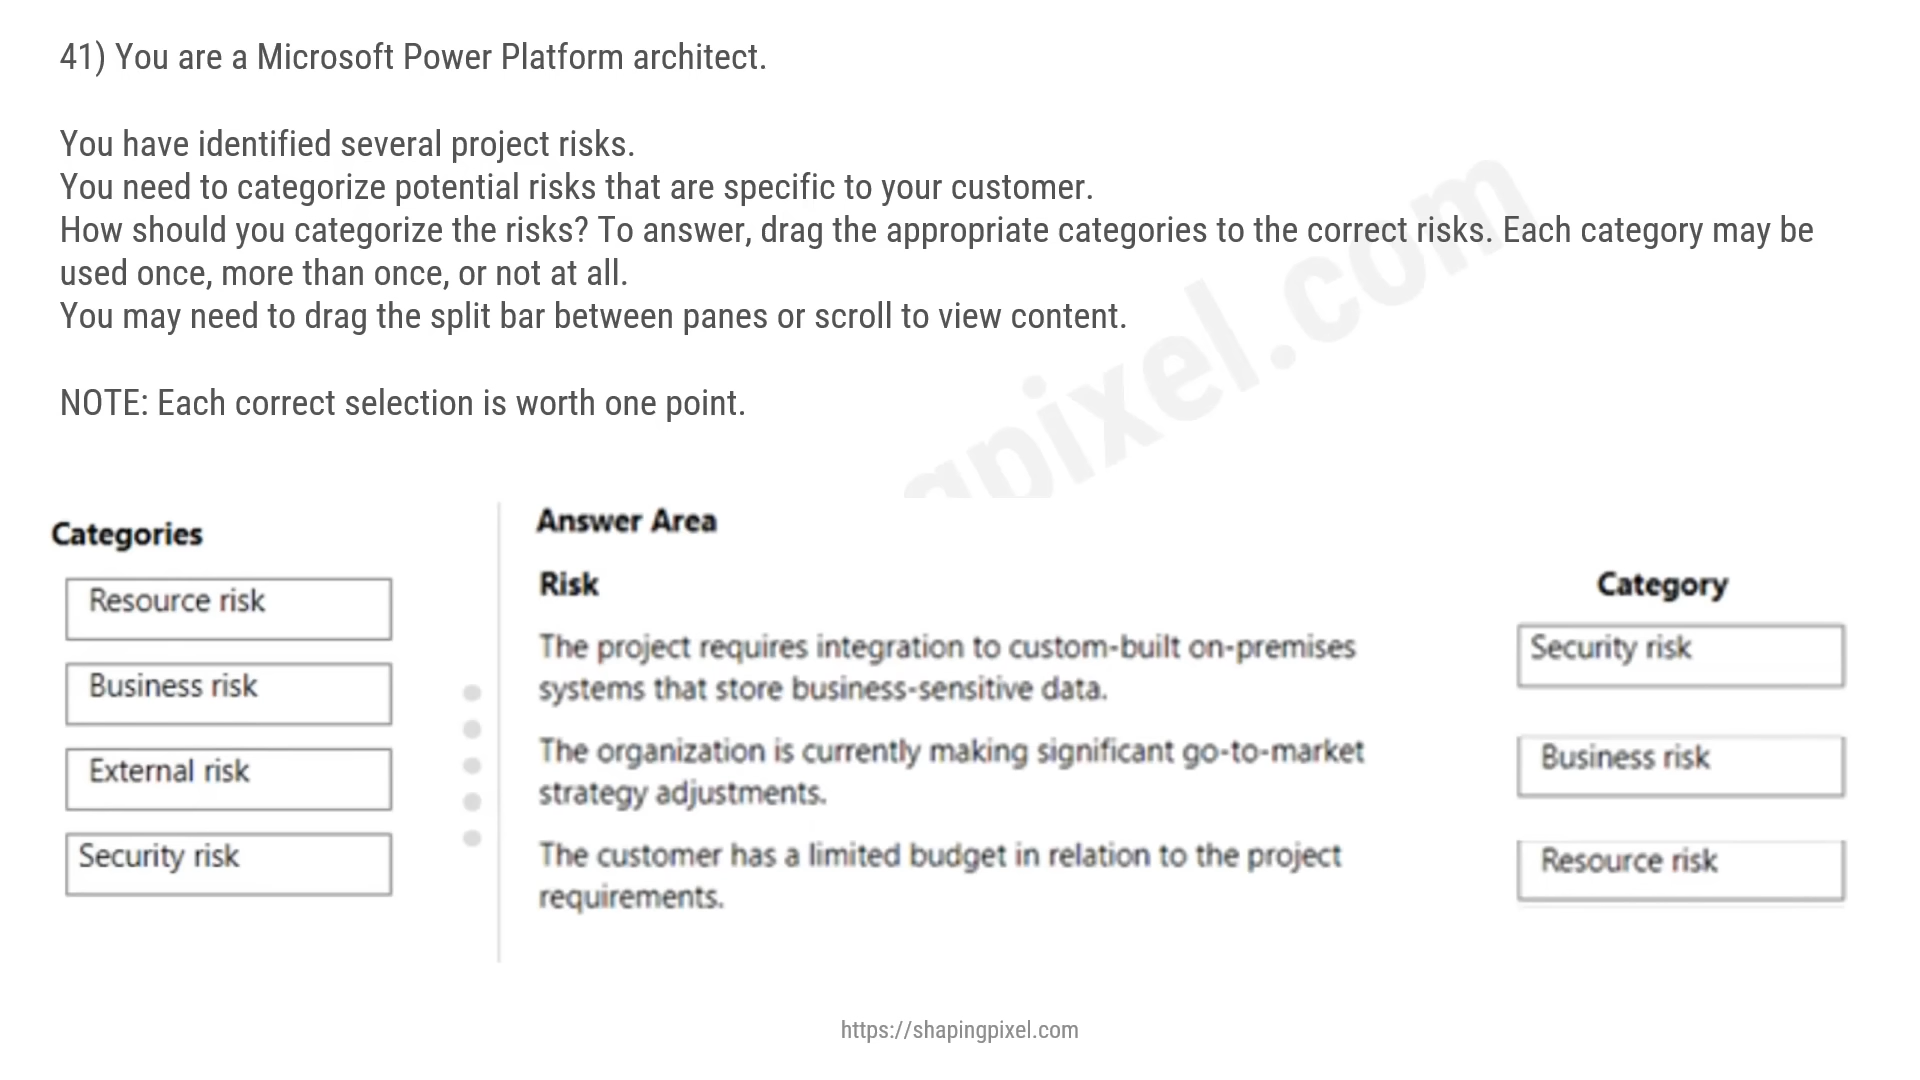 41) You are a Microsoft Power Platform architect.
You have identified several project risks.
You need to categorize potential risks that are specific to your customer.
How should you categorize the risks? To answer, drag the appropriate categories to the correct risks. Each category may be
used once, more than once, or not at all.
You may need to drag the split bar between panes or scroll to view content.
NOTE: Each correct selection is worth one point.
Categories
Resource risk
Business risk
External risk
Security risk
Answer Area
Risk
Category
The project requires integration to custom-built on-premises
systems that store business-sensitive data.
Security risk
The organization is currently making significant go-to-market
strategy adjustments.
Business risk
The customer has a limited budget in relation to the project
requirements.
Resource risk
gpixel.com
https://shapingpixel.com